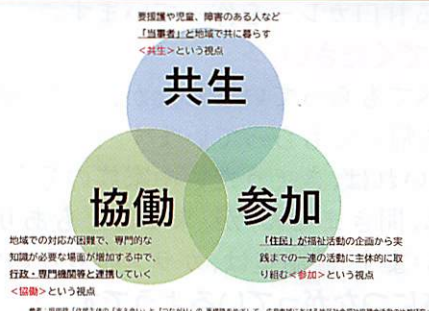 要援護や児童、障害のある人など
「当事者」と地域で共に暮らす
<共生>という視点
共生
協働
参加
地域での対応が困難で、専門的な
知識が必要な場面が増加する中で、
行政・専門機関等と連携していく
<協働>という視点
「住民」が福祉活動の企画から実
践までの一連の活動に主体的に取
り組む<参加>という視点